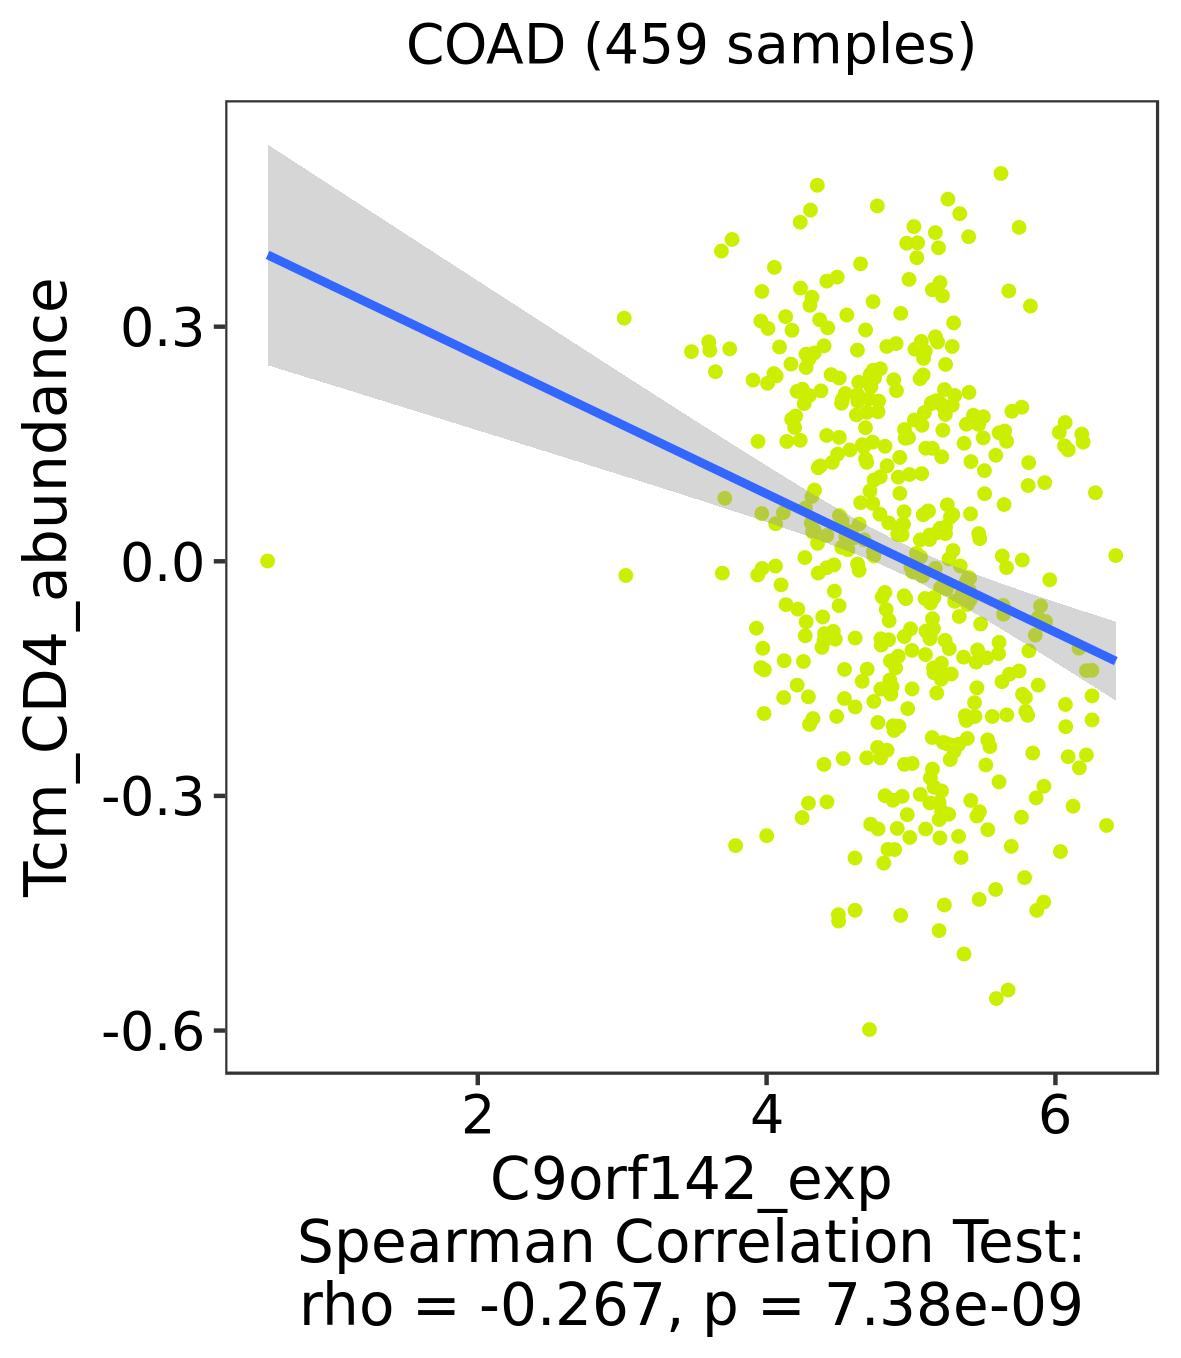 COAD (459 samples)
Tcm_CD4_abundance
0.3
0.0
-0.3
-0.6
2 4 6
C9orf142_exp
Spearman Correlation Test:
rho = -0.267, p = 7.38e-09